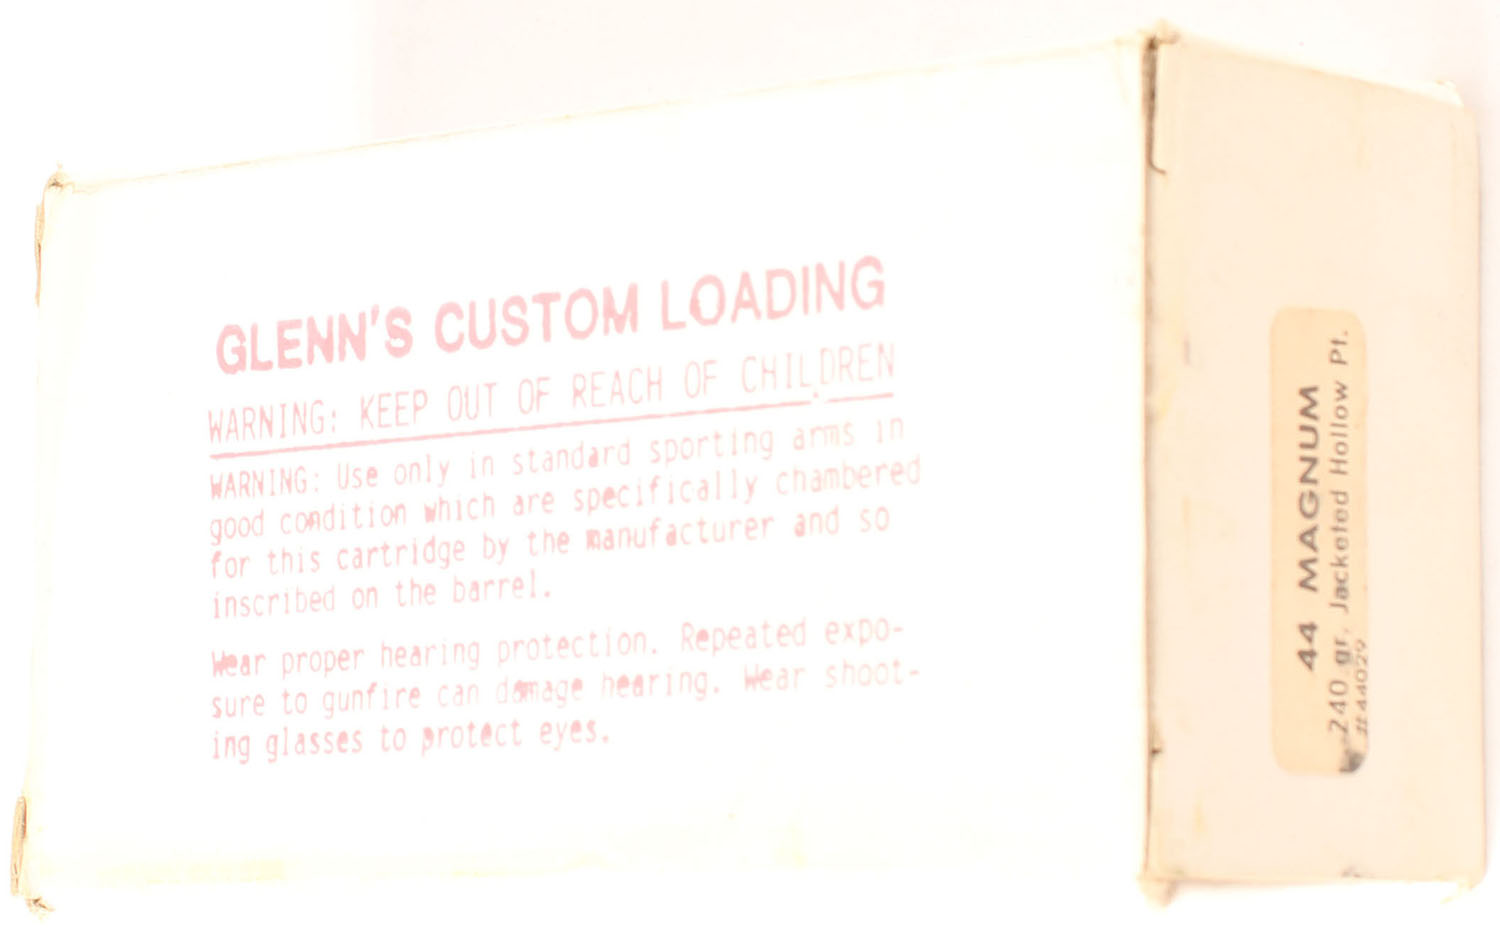 GLENN'S CUSTOM LOADING
WARNING: KEEP OUT OF REACH OF CHILDREN
WARNING: Use only in standard sporting arms in
good condition which are specifically chambered
for this cartridge by the manufacturer and so
inscribed on the barrel.
Wear proper hearing protection. Repeated expo-
sure to gunfire can damage hearing. Wear shoot-
ing glasses to protect eyes.
44 MAGNUM
240 gr. Jacketed Hollow Pt.
#44029